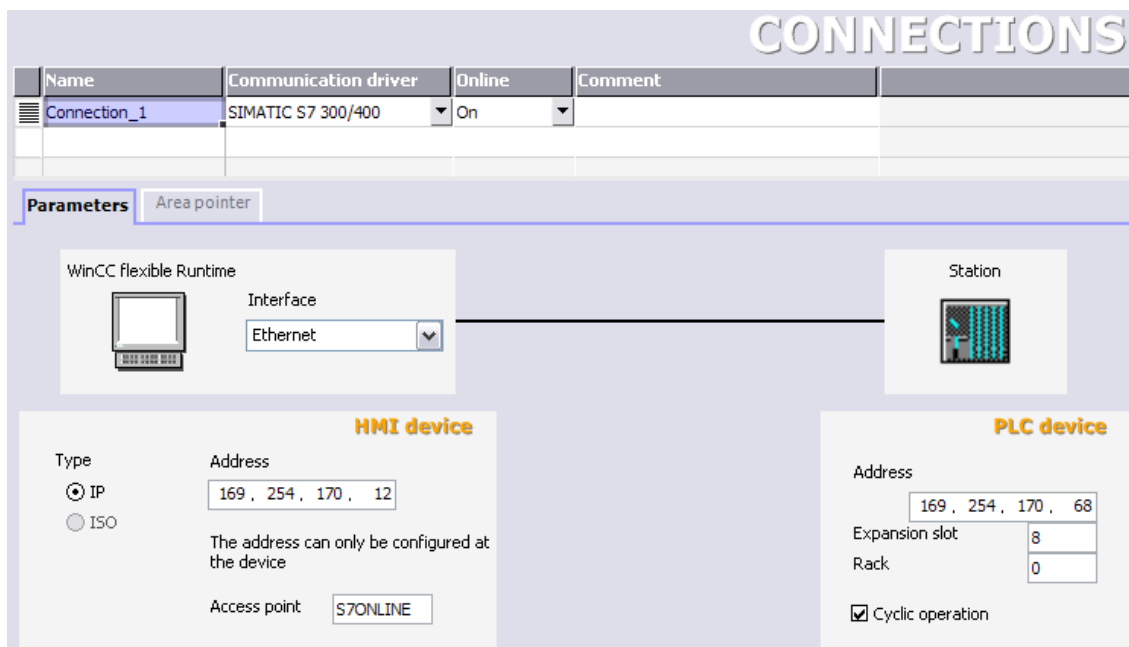 CONNECTIONS
Name Communication driver Online Comment
Connection_1 SIMATIC S7 300/400 On
Parameters Area pointer
WinCC flexible Runtime
Interface
Ethernet
Station
HMI device
Type Address
IP 169 . 254 . 170 . 12
ISO
The address can only be configured at
the device
Access point S7ONLINE
PLC device
Address
169 . 254 . 170 . 68
Expansion slot 8
Rack 0
Cyclic operation